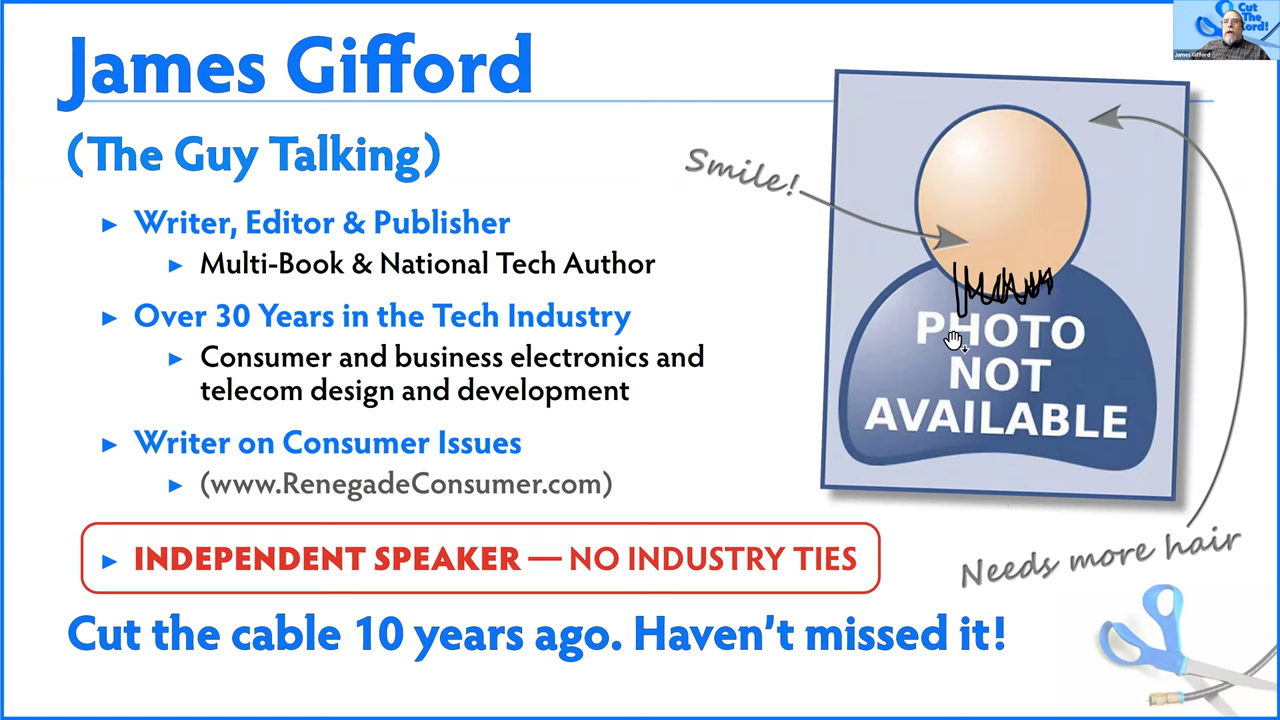 James Gifford
(The Guy Talking)
► Writer, Editor & Publisher
► Multi-Book & National Tech Author
► Over 30 Years in the Tech Industry
► Consumer and business electronics and
telecom design and development
► Writer on Consumer Issues
► (www.RenegadeConsumer.com)
► INDEPENDENT SPEAKER — NO INDUSTRY TIES
Cut the cable 10 years ago. Haven't missed it!
Smile!
PHOTO
NOT
AVAILABLE
Needs more hair
Cut
The
Cord!
James Gifford